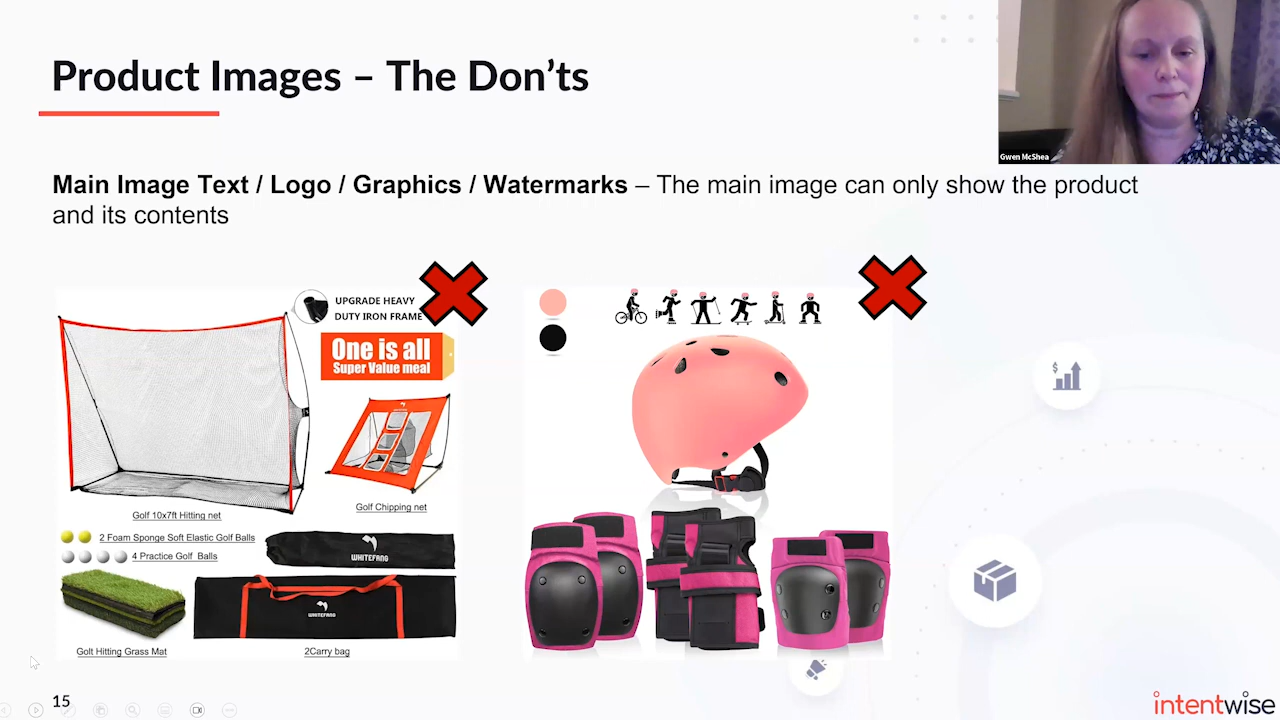 Product Images – The Don'ts
Gwen McShea
Main Image Text / Logo / Graphics / Watermarks – The main image can only show the product
and its contents
UPGRADE HEAVY
DUTY IRON FRAME
One is all
Super Value meal
Golf 10x7ft Hitting net
Golf Chipping net
2 Foam Sponge Soft Elastic Golf Balls
4 Practice Golf Balls
WHITEFANG
WHITEFANG
Golt Hitting Grass Mat
2Carry bag
15
intentwise